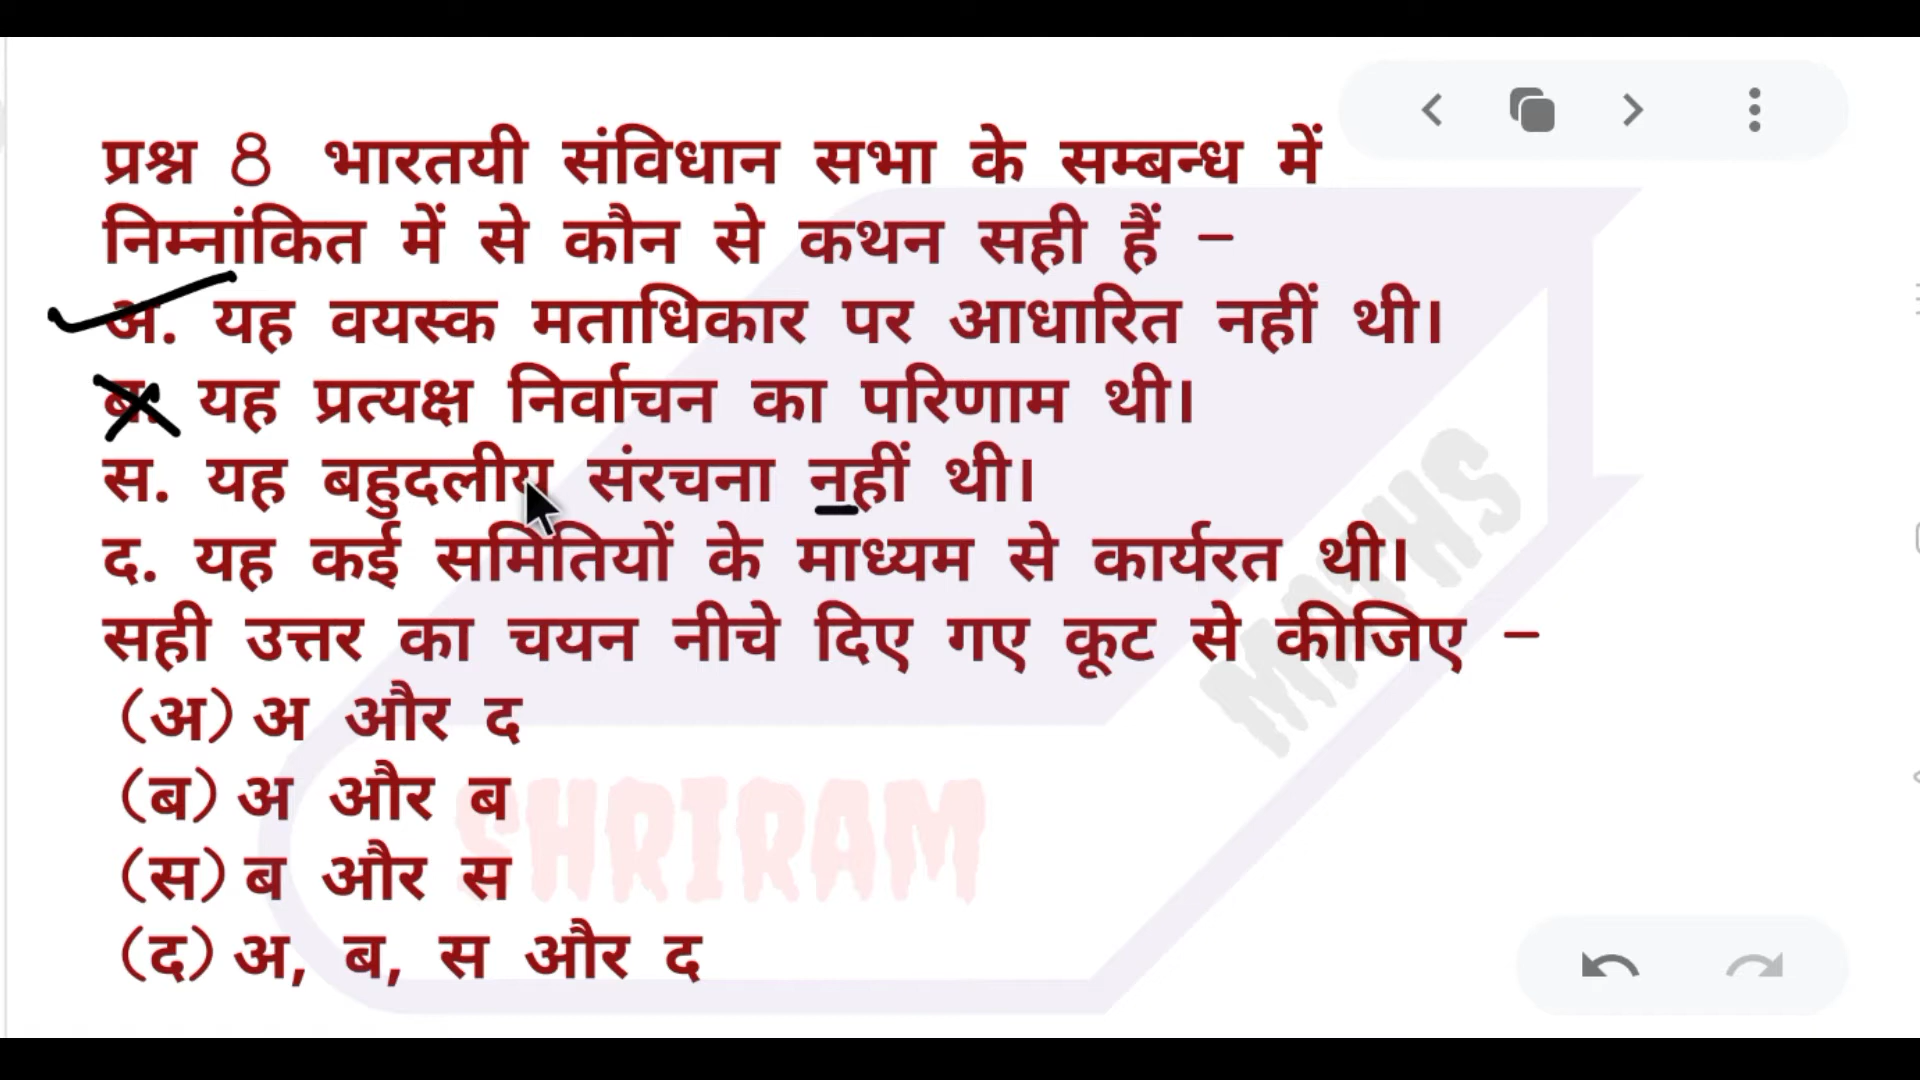 प्रश्न 8 भारतयी संविधान सभा के सम्बन्ध में
निम्नांकित में से कौन से कथन सही हैं –
अ. यह वयस्क मताधिकार पर आधारित नहीं थी।
ब. यह प्रत्यक्ष निर्वाचन का परिणाम थी।
स. यह बहुदलीय संरचना नहीं थी।
द. यह कई समितियों के माध्यम से कार्यरत थी।
सही उत्तर का चयन नीचे दिए गए कूट से कीजिए –
(अ) अ और द
(ब) अ और ब
(स) ब और स
(द) अ, ब, स और द
SHRIRAM
MATHS